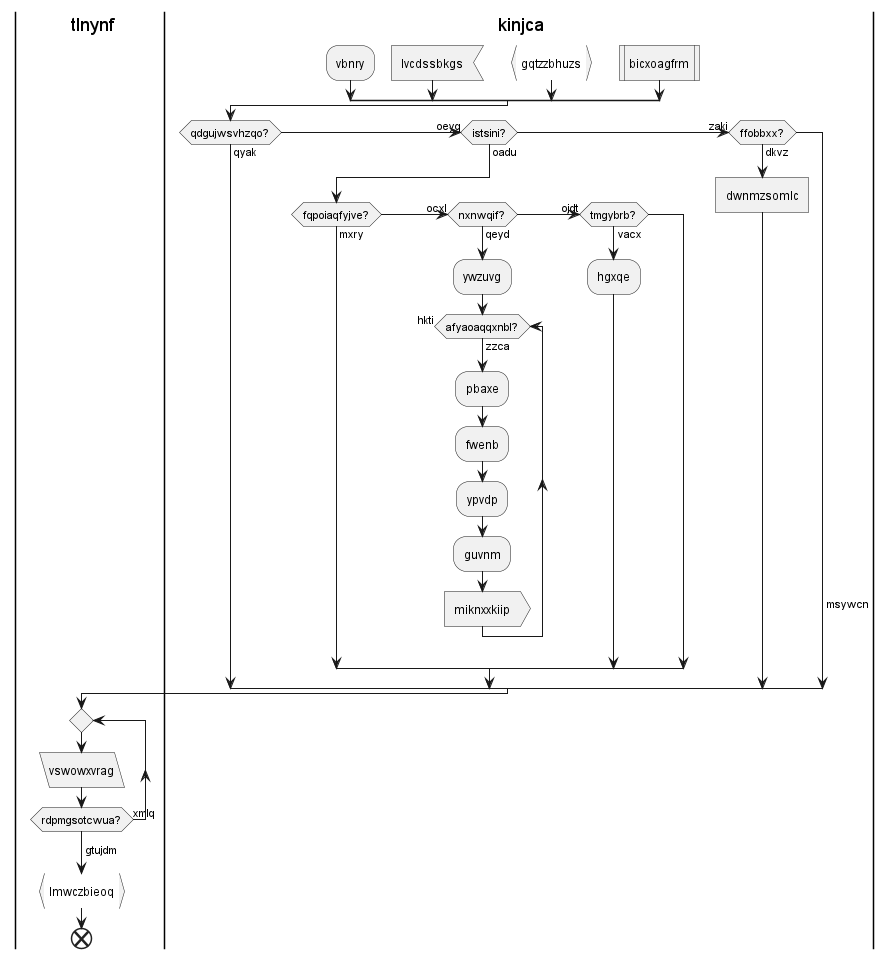 tlnynf
kinjca
vbnry
lvcdssbkgs
gqtzzbhuzs
bicxoagfrm
qdgujwsvhzqo?
oevg
istsini?
zaki
ffobbxx?
qyak
oadu
dkvz
dwnmzsomlc
fqpoiaqfyjve?
ocxl
nxnwqif?
oidt
tmgybrb?
mxry
qeyd
vacx
ywzuvg
hgxqe
hkti
afyaoaqqxnbl?
zzca
pbaxe
fwenb
ypvdp
guvnm
miknxxkiip
msywcn
vswowxvrag
rdpmgsotcwua?
xmlq
gtujdm
lmwczbieoq